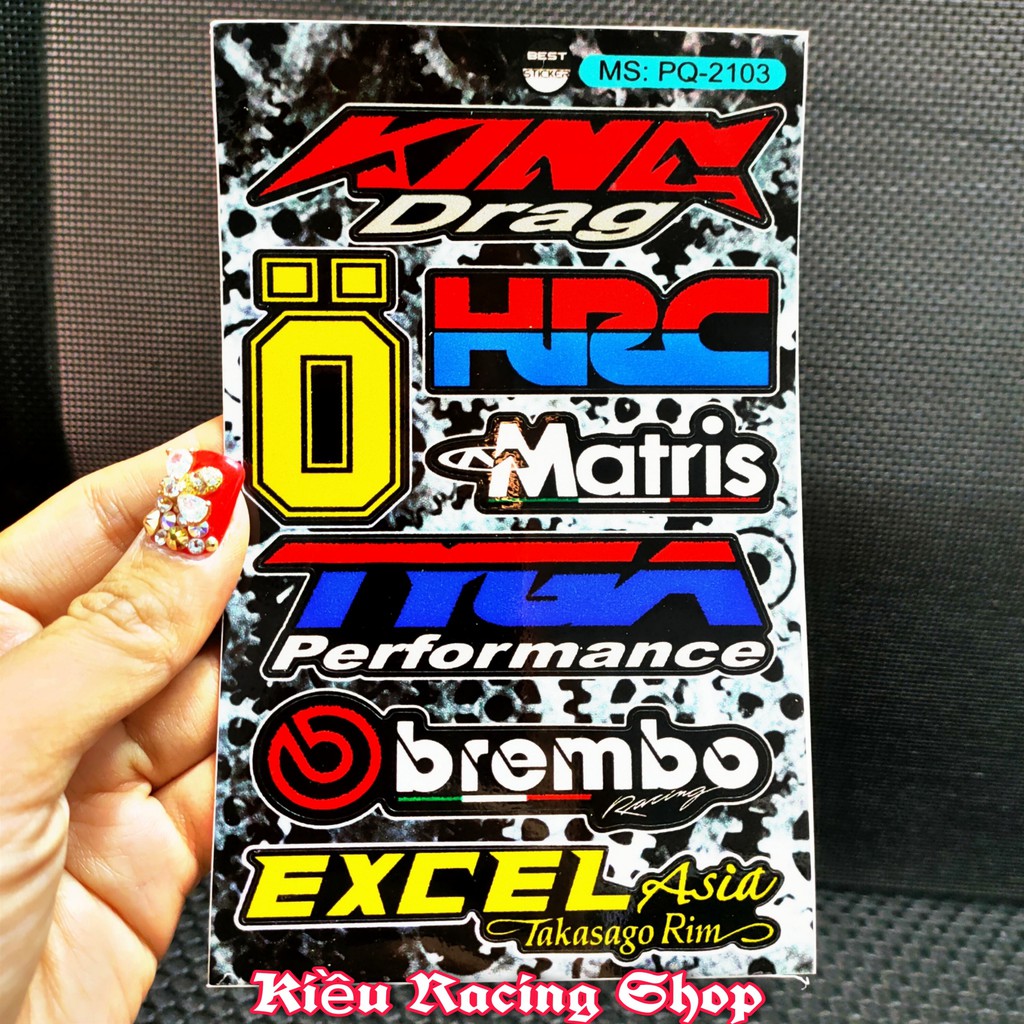 BEST
STICKER
MS: PQ-2103
KING
Drag
Ö
HRC
Matris
TYGA
Performance
brembo
Racing
EXCEL Asia
Takasago Rim
Kiều Racing Shop